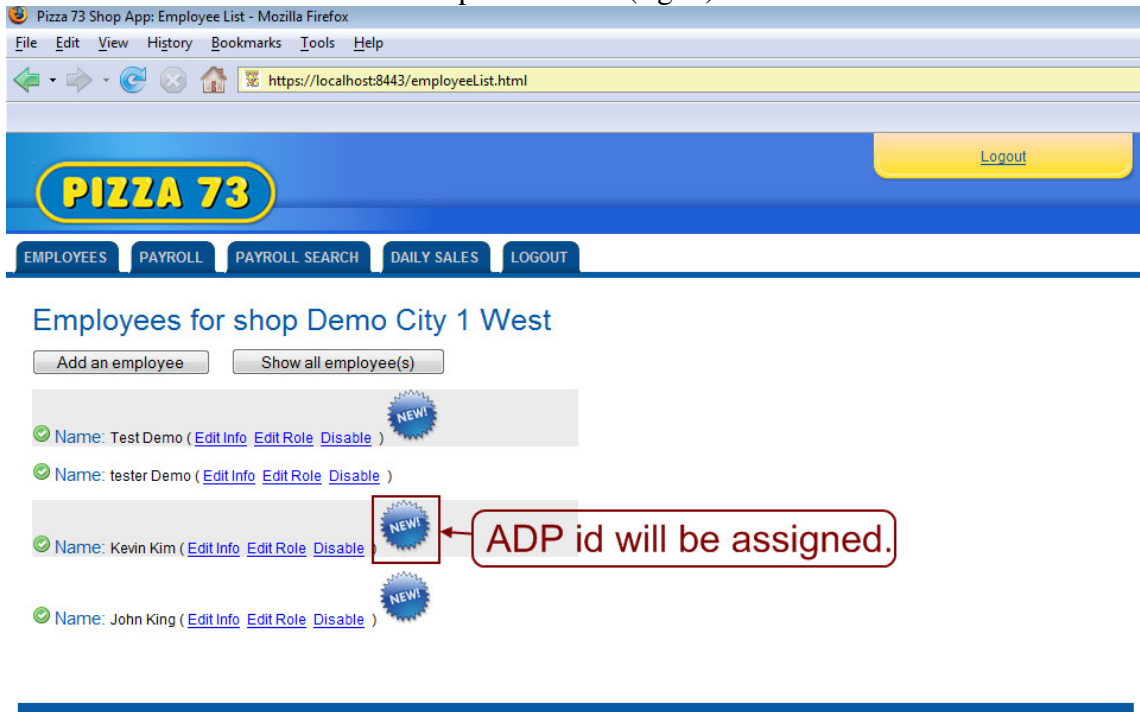 Pizza 73 Shop App: Employee List - Mozilla Firefox
File Edit View History Bookmarks Tools Help
https://localhost:8443/employeeList.html
Logout
PIZZA 73
EMPLOYEES PAYROLL PAYROLL SEARCH DAILY SALES LOGOUT
Employees for shop Demo City 1 West
Add an employee Show all employee(s)
NEW!
Name: Test Demo ( Edit Info Edit Role Disable )
Name: tester Demo ( Edit Info Edit Role Disable )
NEW!
ADP id will be assigned.
Name: Kevin Kim ( Edit Info Edit Role Disable )
NEW!
Name: John King ( Edit Info Edit Role Disable )